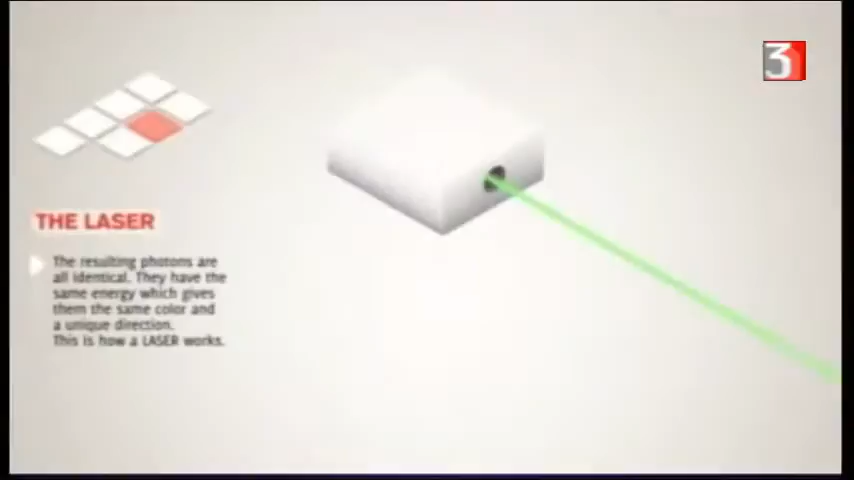 3
THE LASER
The resulting photons are
all identical. They have the
same energy which gives
them the same color and
a unique direction.
This is how a LASER works.